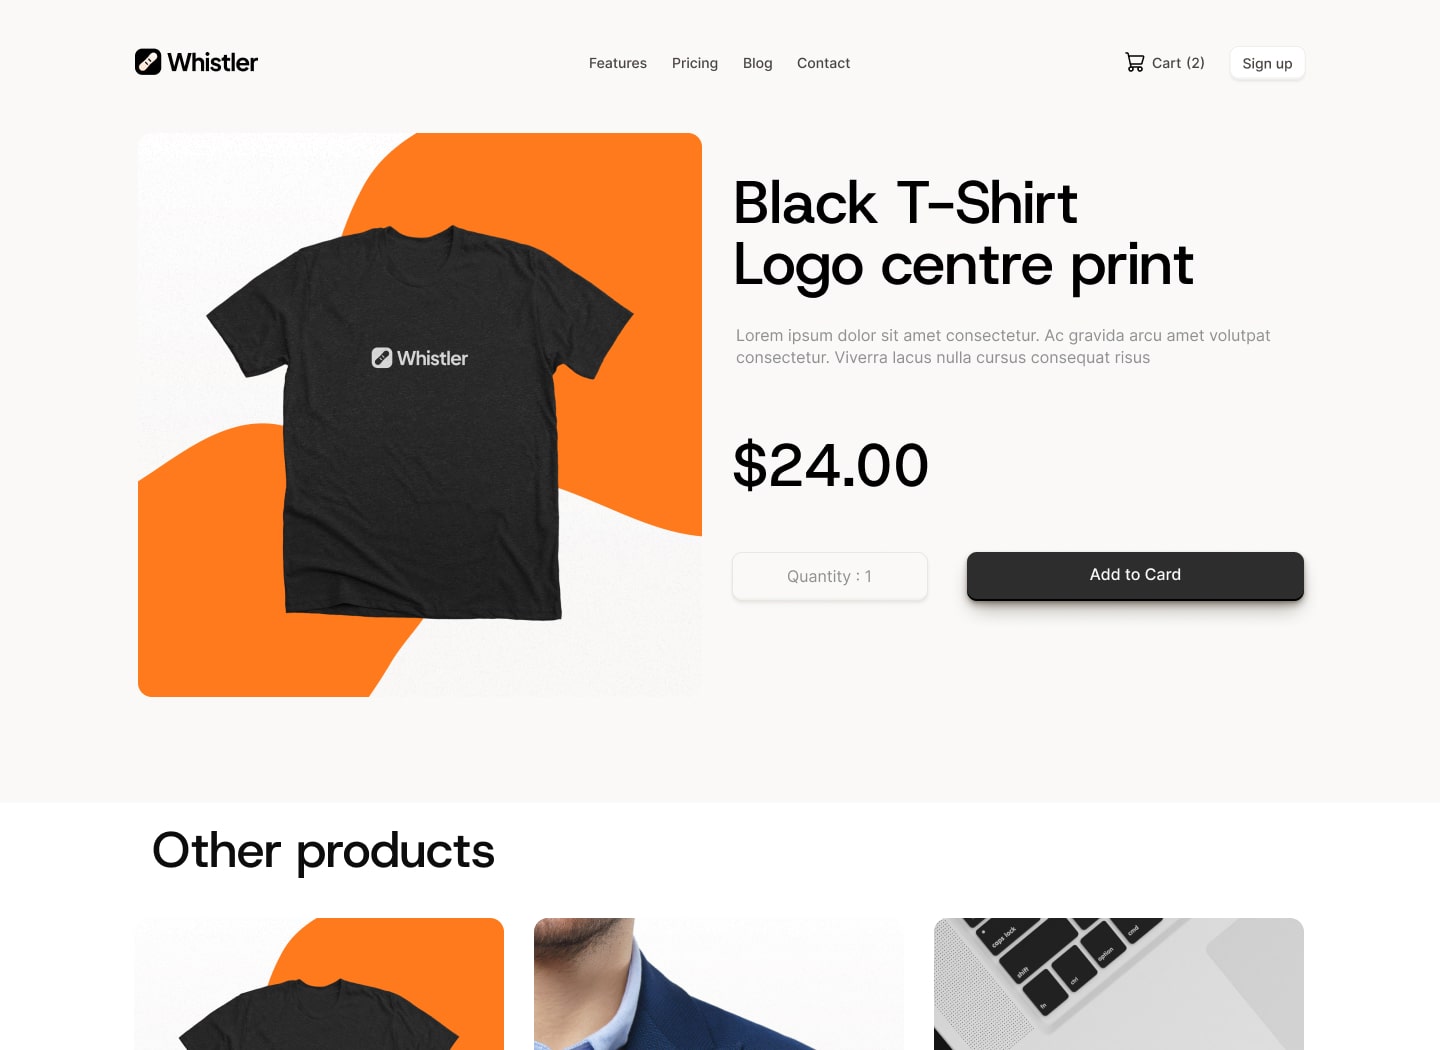 Whistler
Features Pricing Blog Contact
Cart (2) Sign up
Whistler
Black T-Shirt
Logo centre print
Lorem ipsum dolor sit amet consectetur. Ac gravida arcu amet volutpat
consectetur. Viverra lacus nulla cursus consequat risus
$24.00
Quantity : 1
Add to Card
Other products
caps lock
shift
fn
ctrl
option
cmd